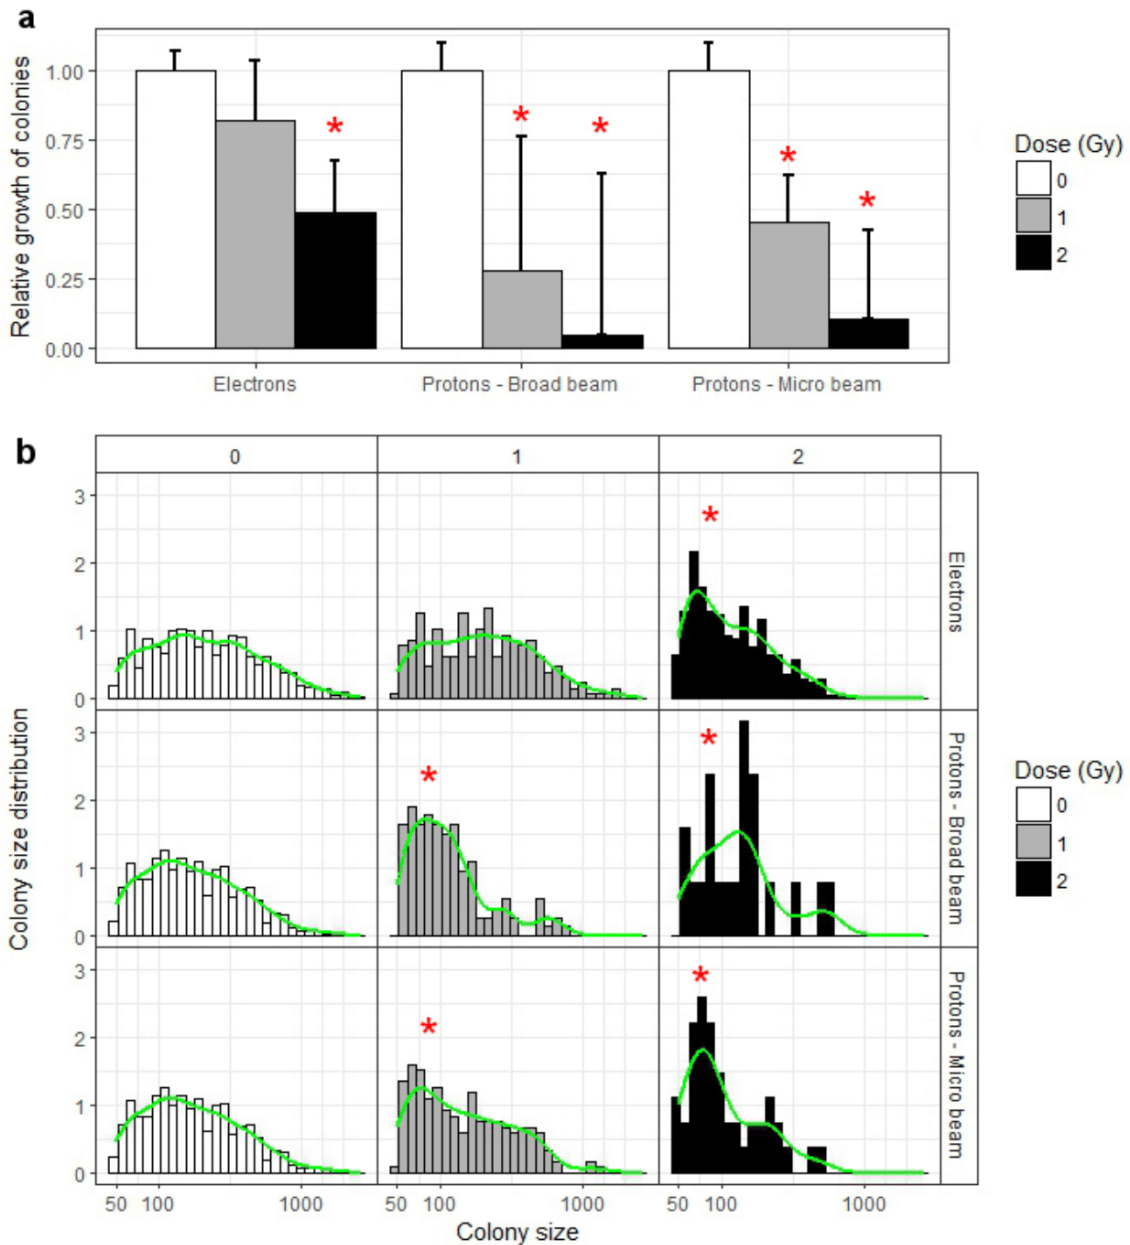 a
Relative growth of colonies
1.00
0.75
0.50
0.25
0.00
*
*
*
*
*
Electrons
Protons - Broad beam
Protons - Micro beam
Dose (Gy)
0
1
2
b
0
1
2
Colony size distribution
3
2
1
0
*
Electrons
3
2
1
0
*
*
Protons - Broad beam
3
2
1
0
*
*
Protons - Micro beam
50 100 1000
50 100 1000
50 100 1000
Colony size
Dose (Gy)
0
1
2